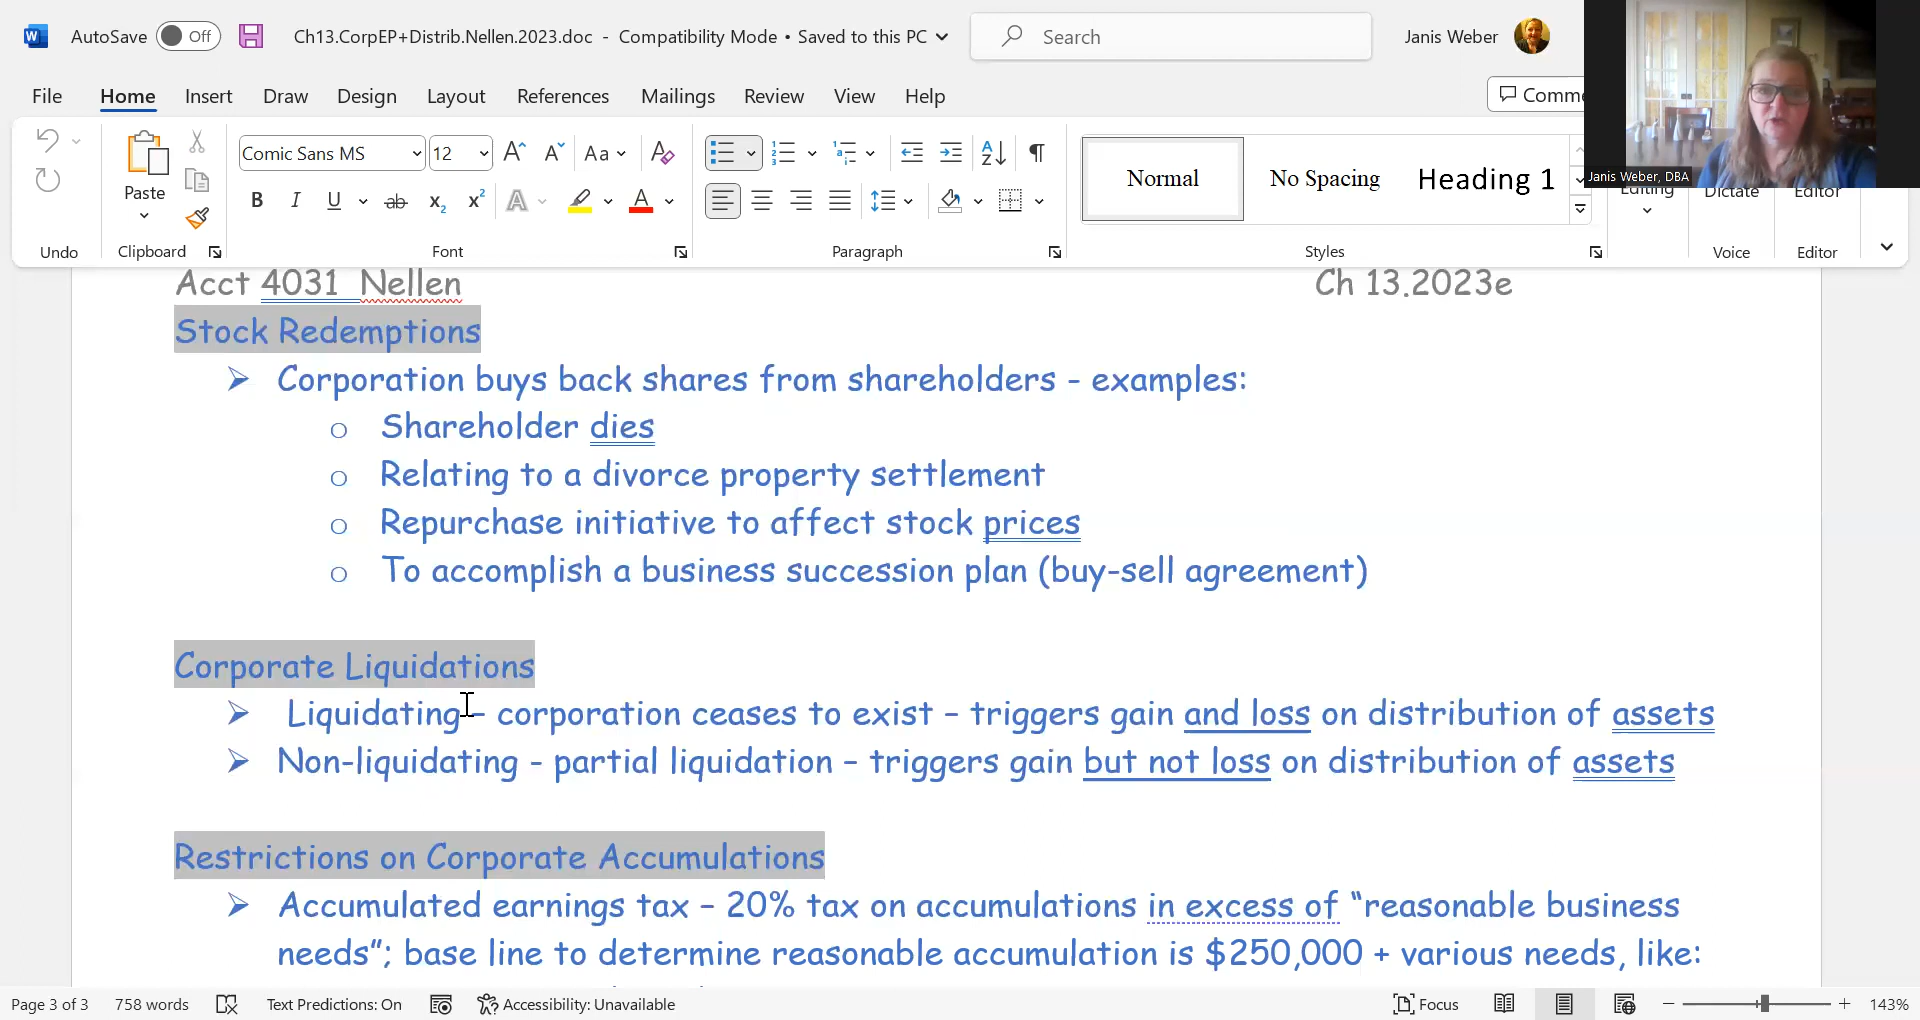 AutoSave Off Ch13.CorpEP+Distrib.Nellen.2023.doc - Compatibility Mode • Saved to this PC Search Janis Weber
File Home Insert Draw Design Layout References Mailings Review View Help Comme
Comic Sans MS 12 Aa
Paste B I U ab x₂ x² A A Normal No Spacing Heading 1 Editing Dictate Editor
Janis Weber, DBA
Undo Clipboard Font Paragraph Styles Voice Editor
Acct 4031 Nellen Ch 13.2023e
Stock Redemptions
➢ Corporation buys back shares from shareholders - examples:
o Shareholder dies
o Relating to a divorce property settlement
o Repurchase initiative to affect stock prices
o To accomplish a business succession plan (buy-sell agreement)
Corporate Liquidations
➢ Liquidating – corporation ceases to exist – triggers gain and loss on distribution of assets
➢ Non-liquidating - partial liquidation – triggers gain but not loss on distribution of assets
Restrictions on Corporate Accumulations
➢ Accumulated earnings tax – 20% tax on accumulations in excess of “reasonable business
needs”; base line to determine reasonable accumulation is $250,000 + various needs, like:
Page 3 of 3 758 words Text Predictions: On Accessibility: Unavailable Focus 143%